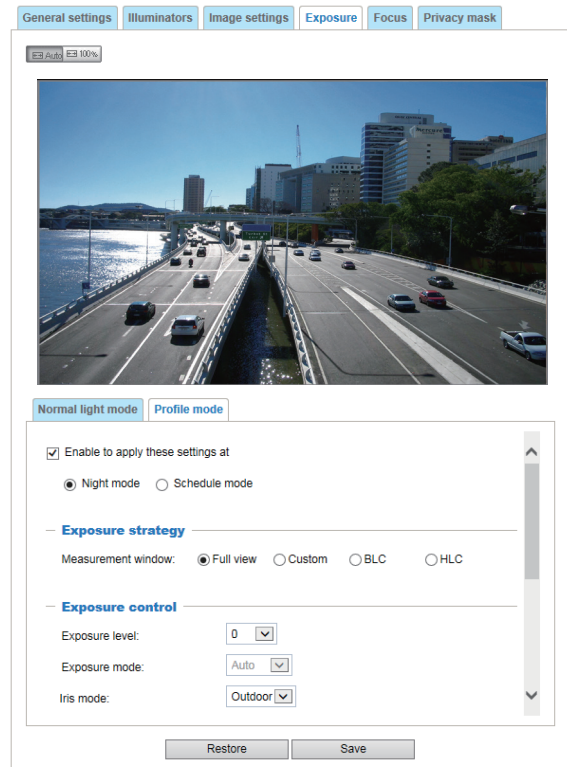 General settings Illuminators Image settings Exposure Focus Privacy mask
Auto 100%
Normal light mode Profile mode
Enable to apply these settings at
Night mode Schedule mode
Exposure strategy
Measurement window: Full view Custom BLC HLC
Exposure control
Exposure level: 0
Exposure mode: Auto
Iris mode: Outdoor
Restore Save